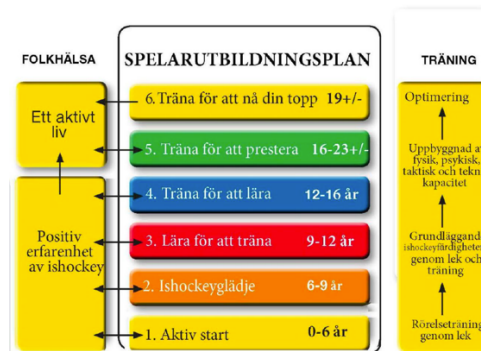 FOLKHÄLSA
SPELARUTBILDNINGSPLAN
TRÄNING
Ett aktivt
liv
Positiv
erfarenhet
av ishockey
6. Träna för att nå din topp 19+/-
5. Träna för att prestera 16-23+/-
4. Träna för att lära 12-16 år
3. Lära för att träna 9-12 år
2. Ishockeyglädje 6-9 år
1. Aktiv start 0-6 år
Optimering
Uppbyggnad av
fysik, psykisk,
taktisk och tekn
kapacitet
Grundläggande
ishockeyfärdigheter
genom lek och
träning
Rörelseträning
genom lek